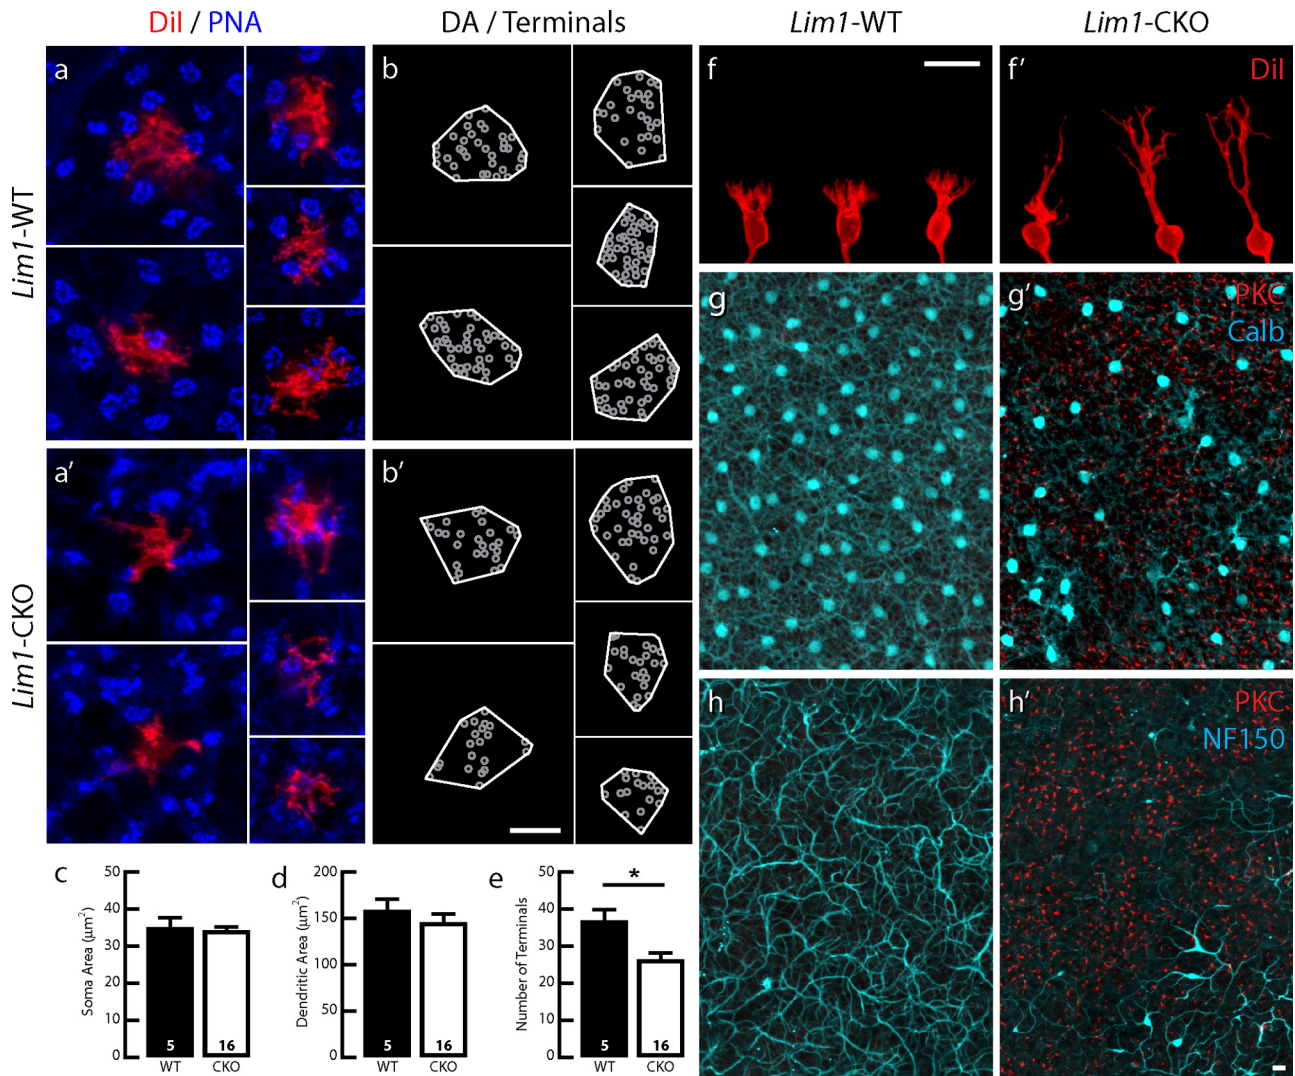 DiI / PNA
DA / Terminals
Lim1-WT
Lim1-CKO
a
b
f
f'
DiI
Lim1-WT
g
g'
PKC
Calb
a'
b'
Lim1-CKO
h
h'
PKC
NF150
c
Soma Area (μm²)
50
40
30
20
10
0
5
16
WT
CKO
d
Dendritic Area (μm²)
200
150
100
50
0
5
16
WT
CKO
e
Number of Terminals
50
40
30
20
10
0
*
5
16
WT
CKO